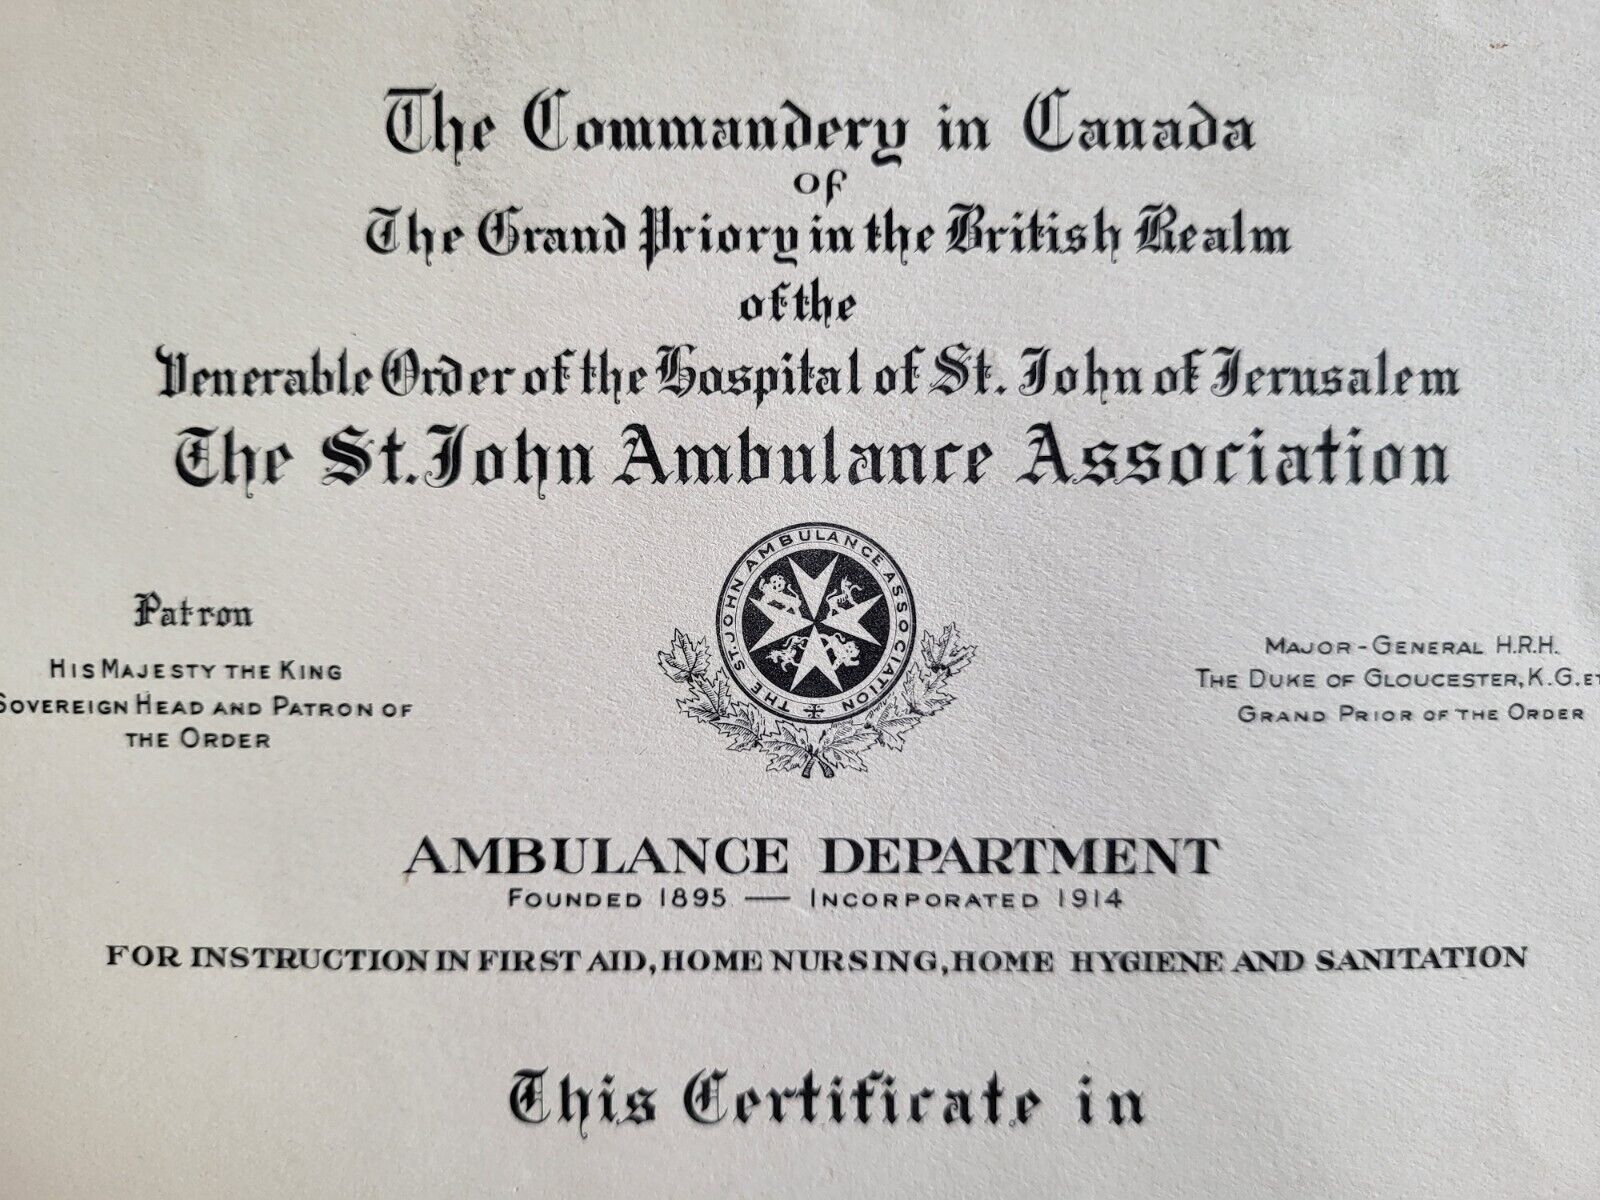 The Commandery in Canada
of
The Grand Priory in the British Realm
of the
Venerable Order of the Hospital of St. John of Jerusalem
The St. John Ambulance Association
THE ST. JOHN AMBULANCE ASSOCIATION
Patron
HIS MAJESTY THE KING
SOVEREIGN HEAD AND PATRON OF
THE ORDER
MAJOR-GENERAL H.R.H.
THE DUKE OF GLOUCESTER, K.G. ET
GRAND PRIOR OF THE ORDER
AMBULANCE DEPARTMENT
FOUNDED 1895 — INCORPORATED 1914
FOR INSTRUCTION IN FIRST AID, HOME NURSING, HOME HYGIENE AND SANITATION
This Certificate in